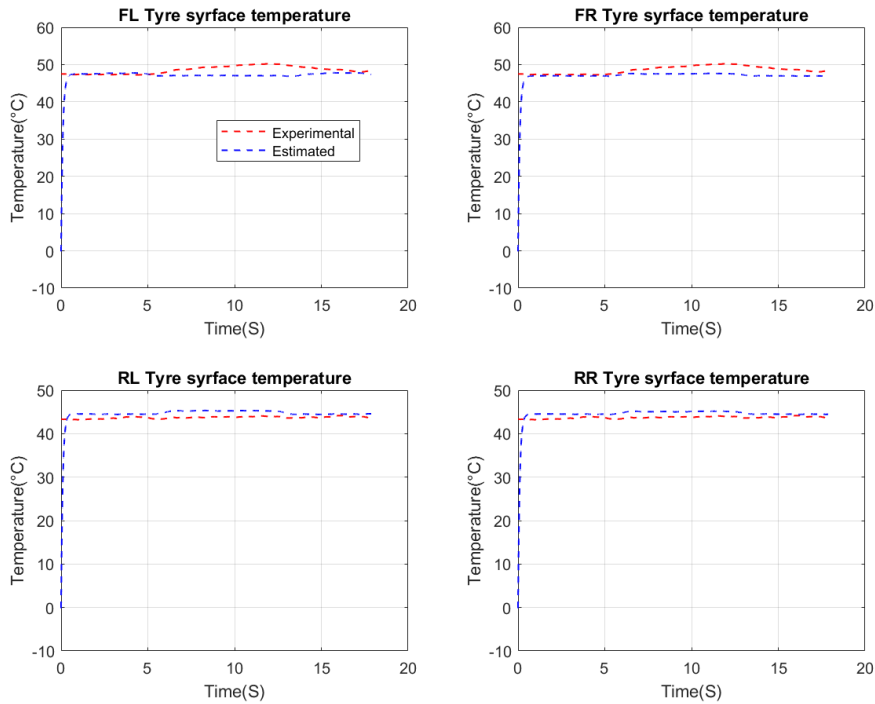 FL Tyre syrface temperature
60
50
40
30
20
10
0
-10
Temperature(°C)
Experimental
Estimated
0 5 10 15 20
Time(S)
FR Tyre syrface temperature
60
50
40
30
20
10
0
-10
Temperature(°C)
0 5 10 15 20
Time(S)
RL Tyre syrface temperature
50
40
30
20
10
0
-10
Temperature(°C)
0 5 10 15 20
Time(S)
RR Tyre syrface temperature
50
40
30
20
10
0
-10
Temperature(°C)
0 5 10 15 20
Time(S)